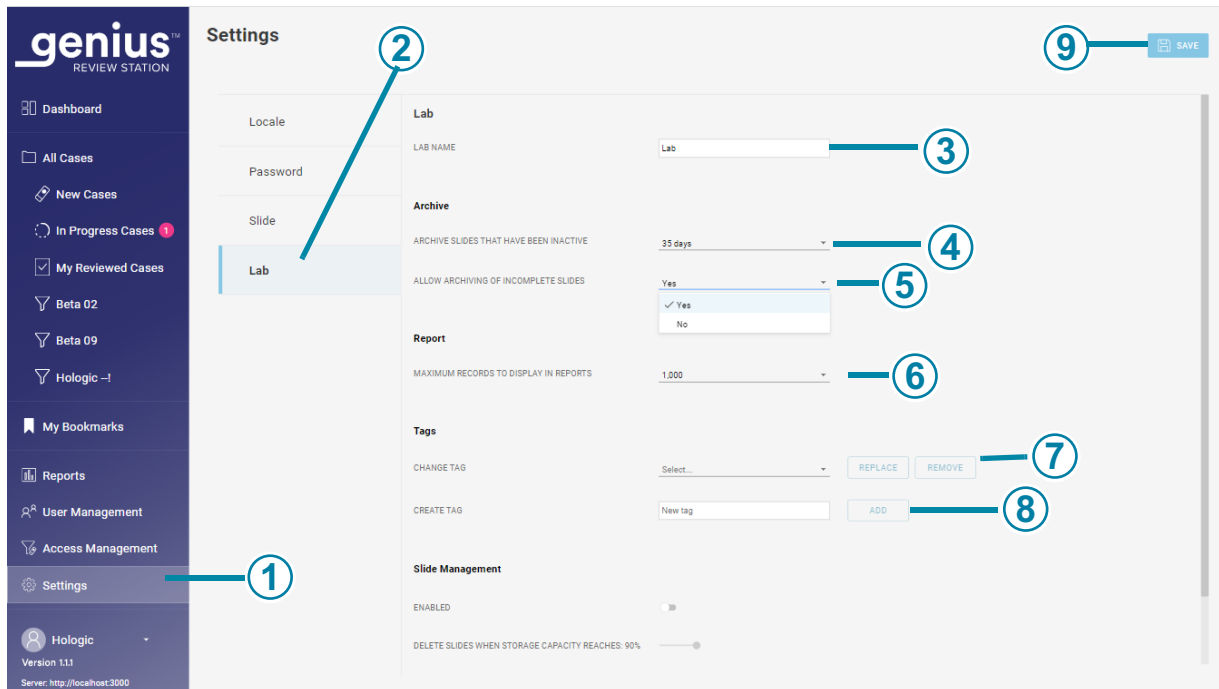 genius™
REVIEW STATION
Dashboard
All Cases
New Cases
In Progress Cases 1
My Reviewed Cases
Beta 02
Beta 09
Hologic --!
My Bookmarks
Reports
User Management
Access Management
Settings
Hologic
Version 1.1.1
Server: http://localhost:3000
Settings
SAVE
Locale
Password
Slide
Lab
Lab
LAB NAME
Lab
Archive
ARCHIVE SLIDES THAT HAVE BEEN INACTIVE
35 days
ALLOW ARCHIVING OF INCOMPLETE SLIDES
Yes
Yes
No
Report
MAXIMUM RECORDS TO DISPLAY IN REPORTS
1,000
Tags
CHANGE TAG
Select...
REPLACE
REMOVE
CREATE TAG
New tag
ADD
Slide Management
ENABLED
DELETE SLIDES WHEN STORAGE CAPACITY REACHES: 90%
1
2
3
4
5
6
7
8
9